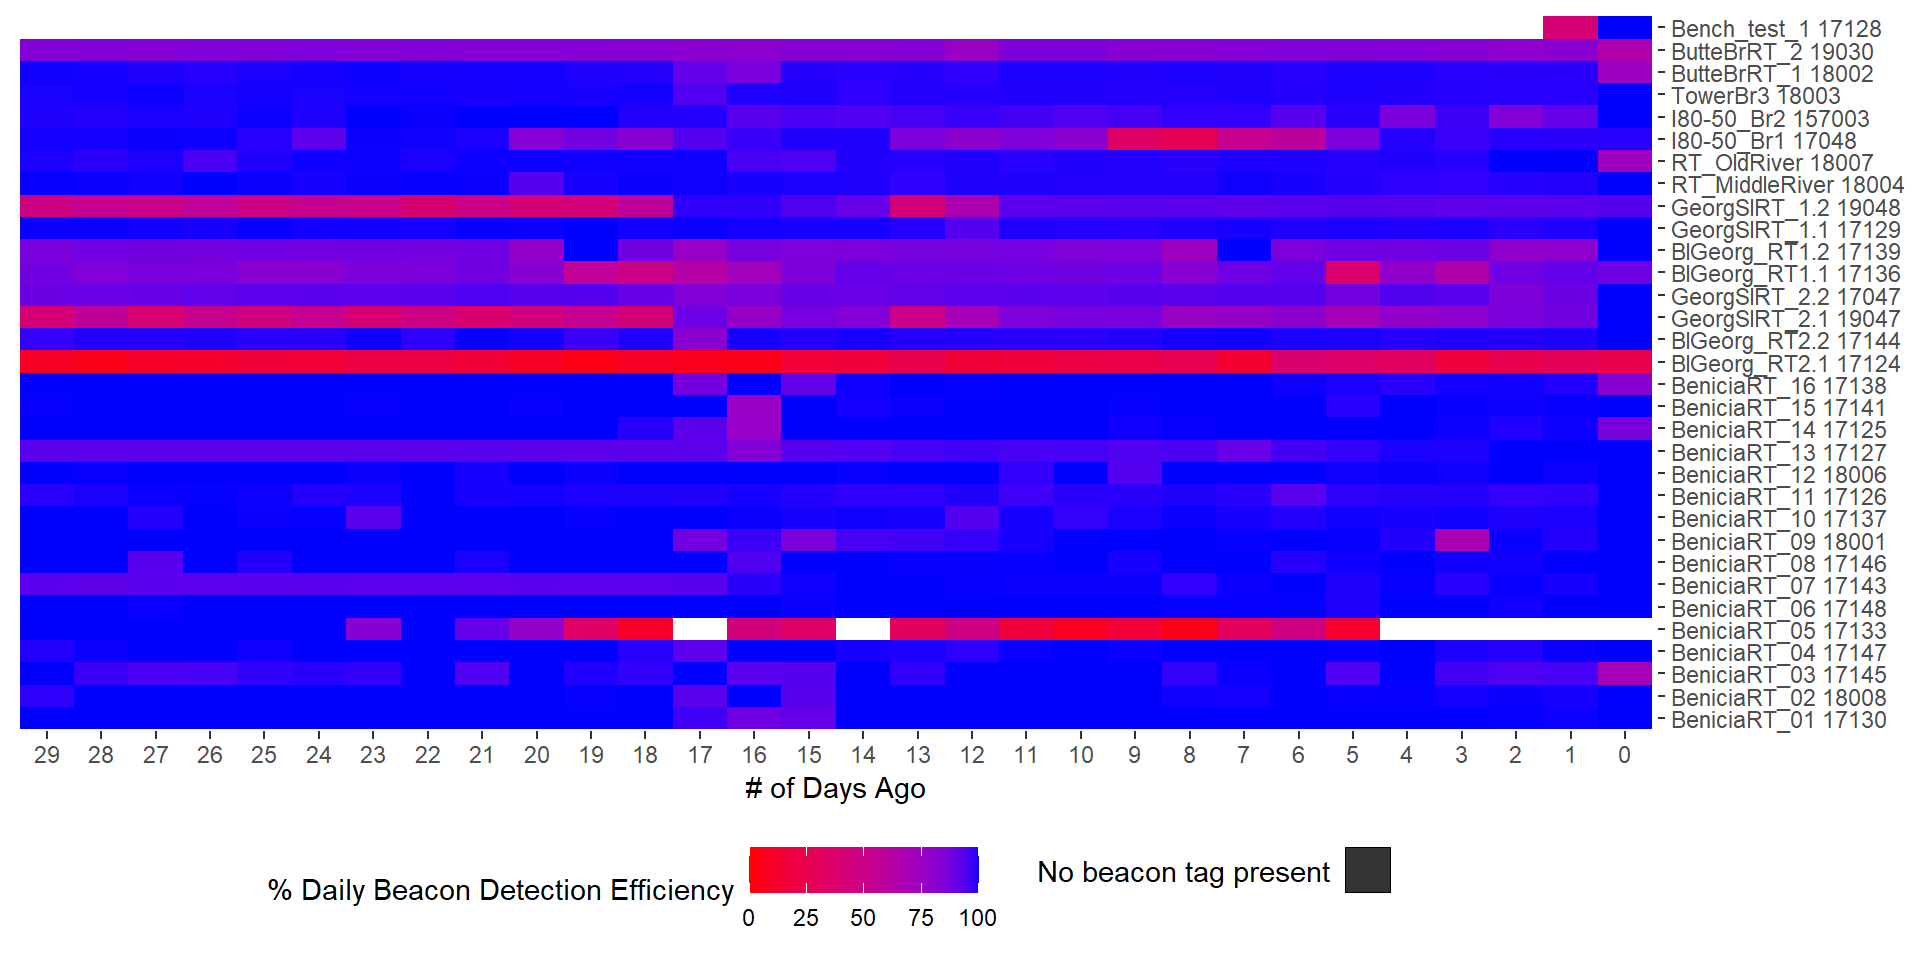 Bench_test_1 17128
ButteBrRT_2 19030
ButteBrRT_1 18002
TowerBr3 18003
I80-50_Br2 157003
I80-50_Br1 17048
RT_OldRiver 18007
RT_MiddleRiver 18004
GeorgSlRT_1.2 19048
GeorgSlRT_1.1 17129
BlGeorg_RT1.2 17139
BlGeorg_RT1.1 17136
GeorgSlRT_2.2 17047
GeorgSlRT_2.1 19047
BlGeorg_RT2.2 17144
BlGeorg_RT2.1 17124
BeniciaRT_16 17138
BeniciaRT_15 17141
BeniciaRT_14 17125
BeniciaRT_13 17127
BeniciaRT_12 18006
BeniciaRT_11 17126
BeniciaRT_10 17137
BeniciaRT_09 18001
BeniciaRT_08 17146
BeniciaRT_07 17143
BeniciaRT_06 17148
BeniciaRT_05 17133
BeniciaRT_04 17147
BeniciaRT_03 17145
BeniciaRT_02 18008
BeniciaRT_01 17130
29 28 27 26 25 24 23 22 21 20 19 18 17 16 15 14 13 12 11 10 9 8 7 6 5 4 3 2 1 0
# of Days Ago
% Daily Beacon Detection Efficiency
0 25 50 75 100
No beacon tag present